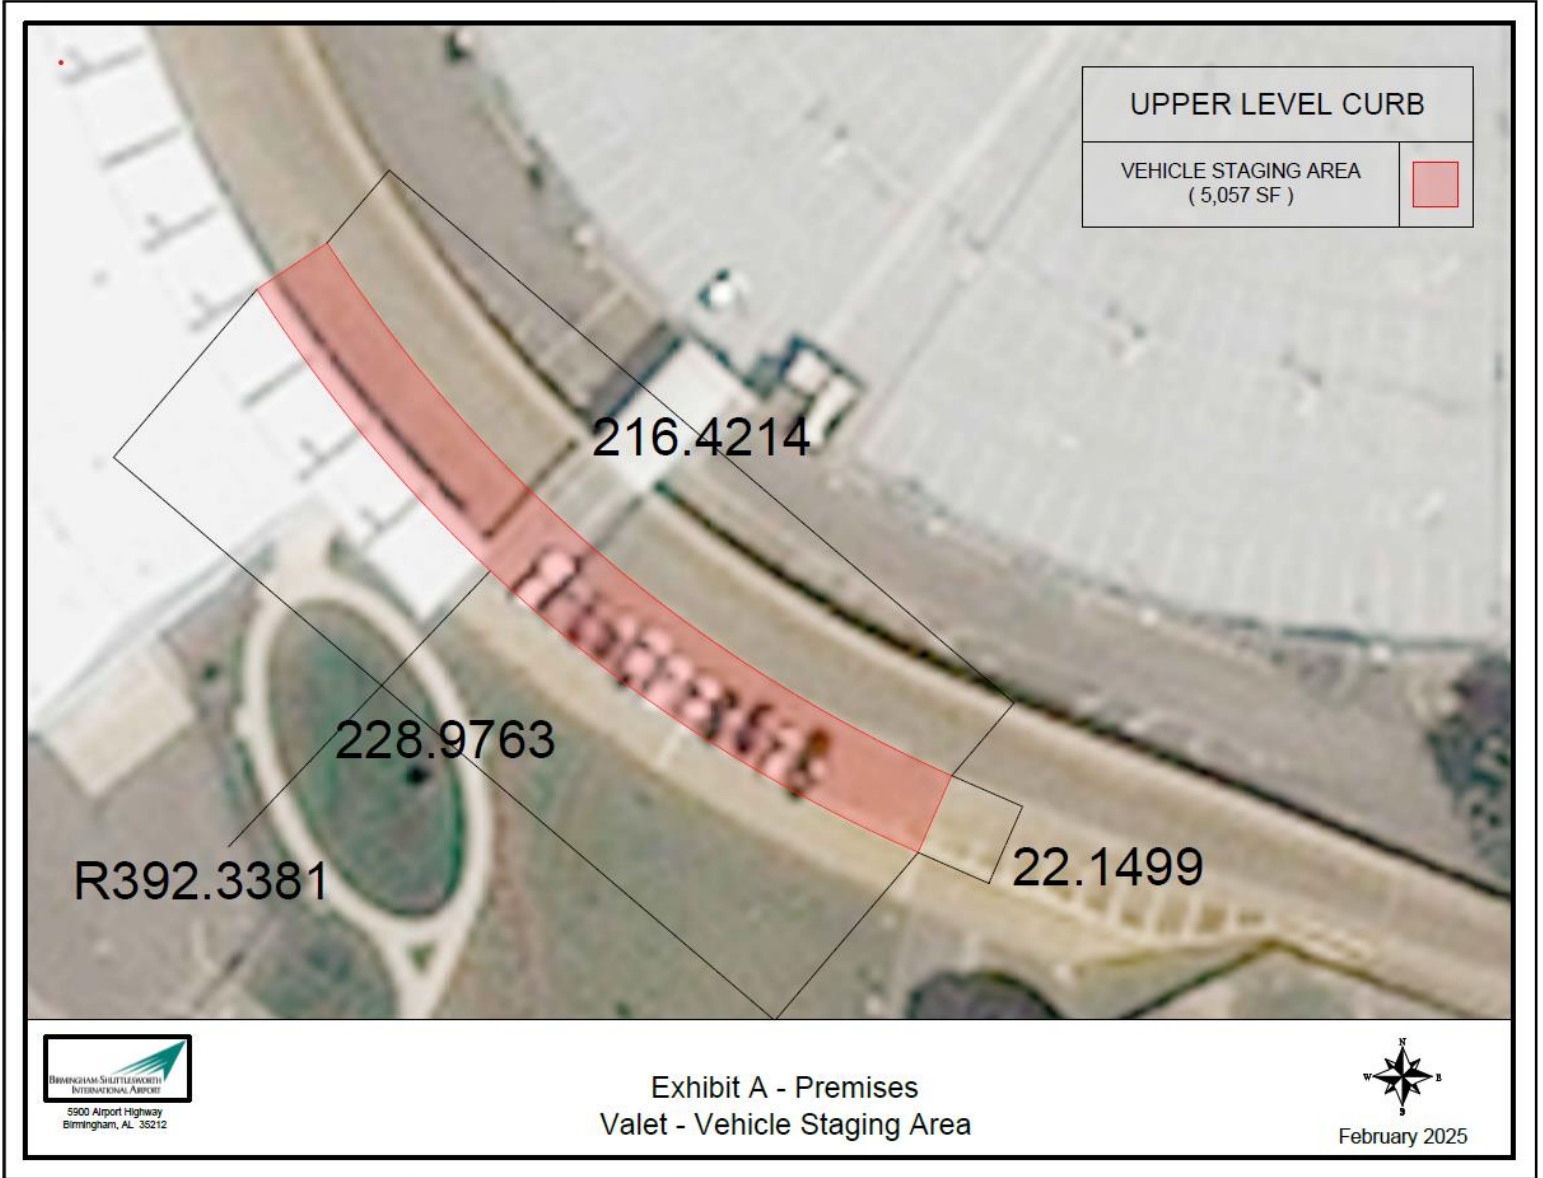 UPPER LEVEL CURB
VEHICLE STAGING AREA
( 5,057 SF )
216.4214
228.9763
R392.3381
22.1499
BIRMINGHAM-SHUTTLESWORTH
INTERNATIONAL AIRPORT
5900 Airport Highway
Birmingham, AL 35212
Exhibit A - Premises
Valet - Vehicle Staging Area
N
W
E
S
February 2025